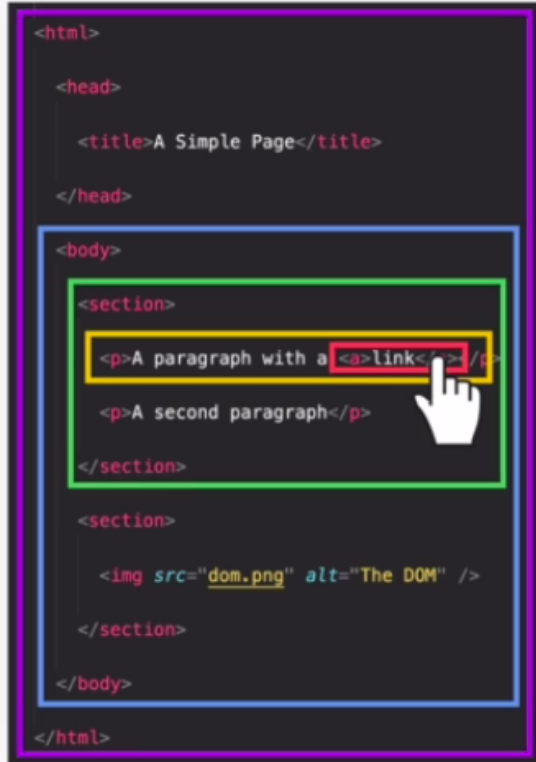 <html>
<head>
<title>A Simple Page</title>
</head>
<body>
<section>
<p>A paragraph with a <a>link</
<p>A second paragraph</p>
</section>
<section>
<img src="dom.png" alt="The DOM" />
</section>
</body>
</html>